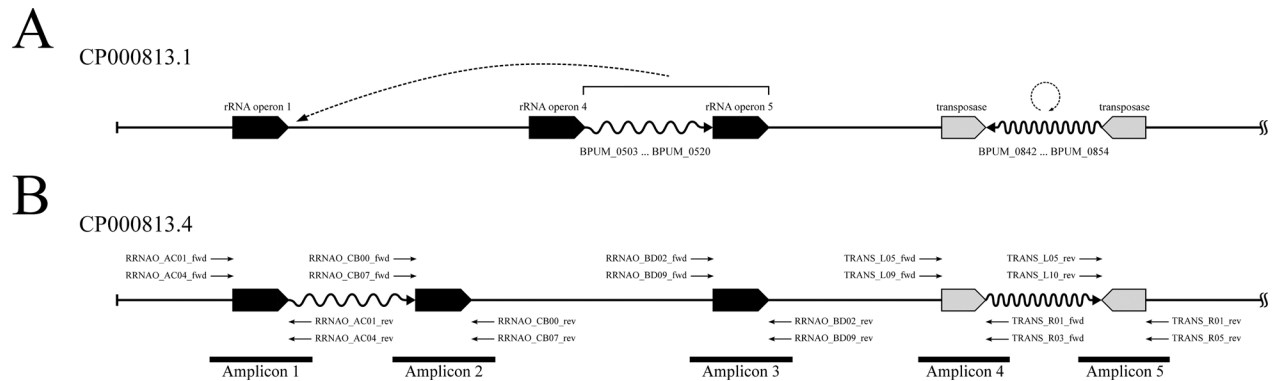 A
CP000813.1
rRNA operon 1
rRNA operon 4
rRNA operon 5
transposase
transposase
BPUM_0503 ... BPUM_0520
BPUM_0842 ... BPUM_0854
B
CP000813.4
RRNAO_AC01_fwd
RRNAO_CB00_fwd
RRNAO_BD02_fwd
TRANS_L05_fwd
TRANS_L05_rev
RRNAO_AC04_fwd
RRNAO_CB07_fwd
RRNAO_BD09_fwd
TRANS_L09_fwd
TRANS_L10_rev
RRNAO_AC01_rev
RRNAO_CB00_rev
RRNAO_BD02_rev
TRANS_R01_fwd
TRANS_R01_rev
RRNAO_AC04_rev
RRNAO_CB07_rev
RRNAO_BD09_rev
TRANS_R03_fwd
TRANS_R05_rev
Amplicon 1
Amplicon 2
Amplicon 3
Amplicon 4
Amplicon 5